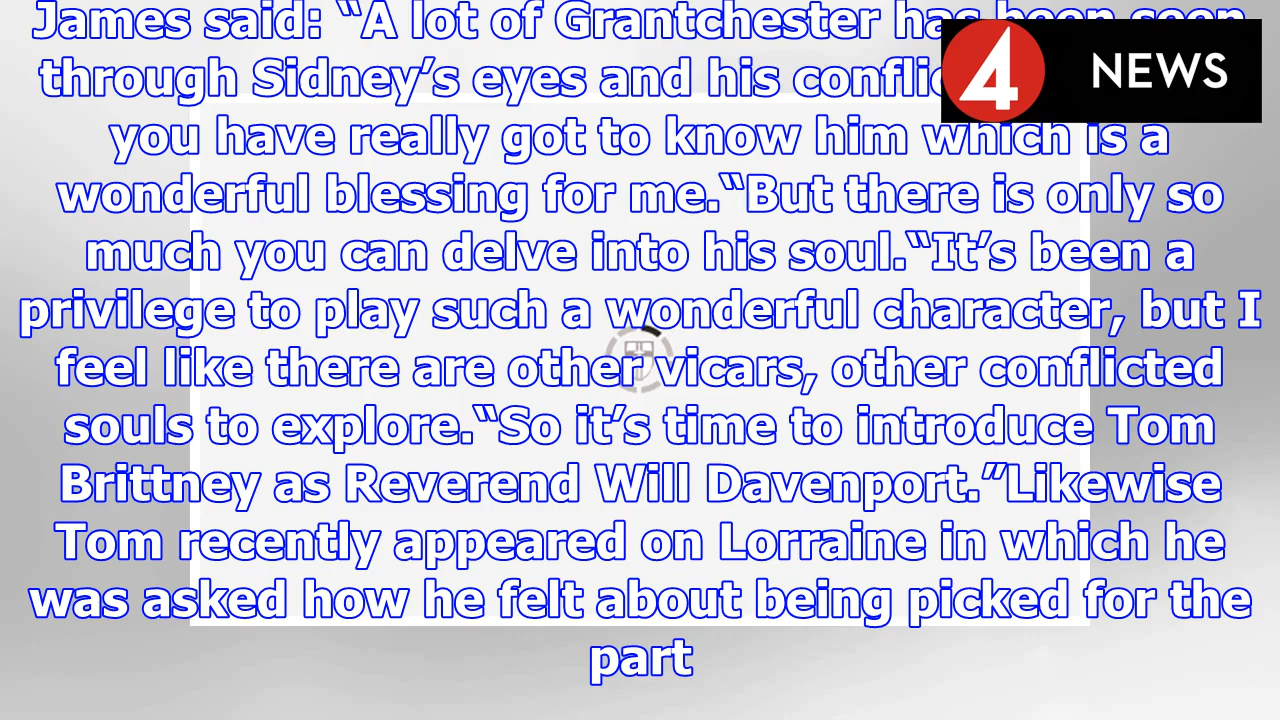 James said: “A lot of Grantchester has been seen
through Sidney’s eyes and his
you have really got to know him which is a
wonderful blessing for me.“But there is only so
much you can delve into his soul.“It’s been a
privilege to play such a wonderful character, but I
feel like there are other vicars, other conflicted
souls to explore.“So it’s time to introduce Tom
Brittney as Reverend Will Davenport.”Likewise
Tom recently appeared on Lorraine in which he
was asked how he felt about being picked for the
part
4 NEWS